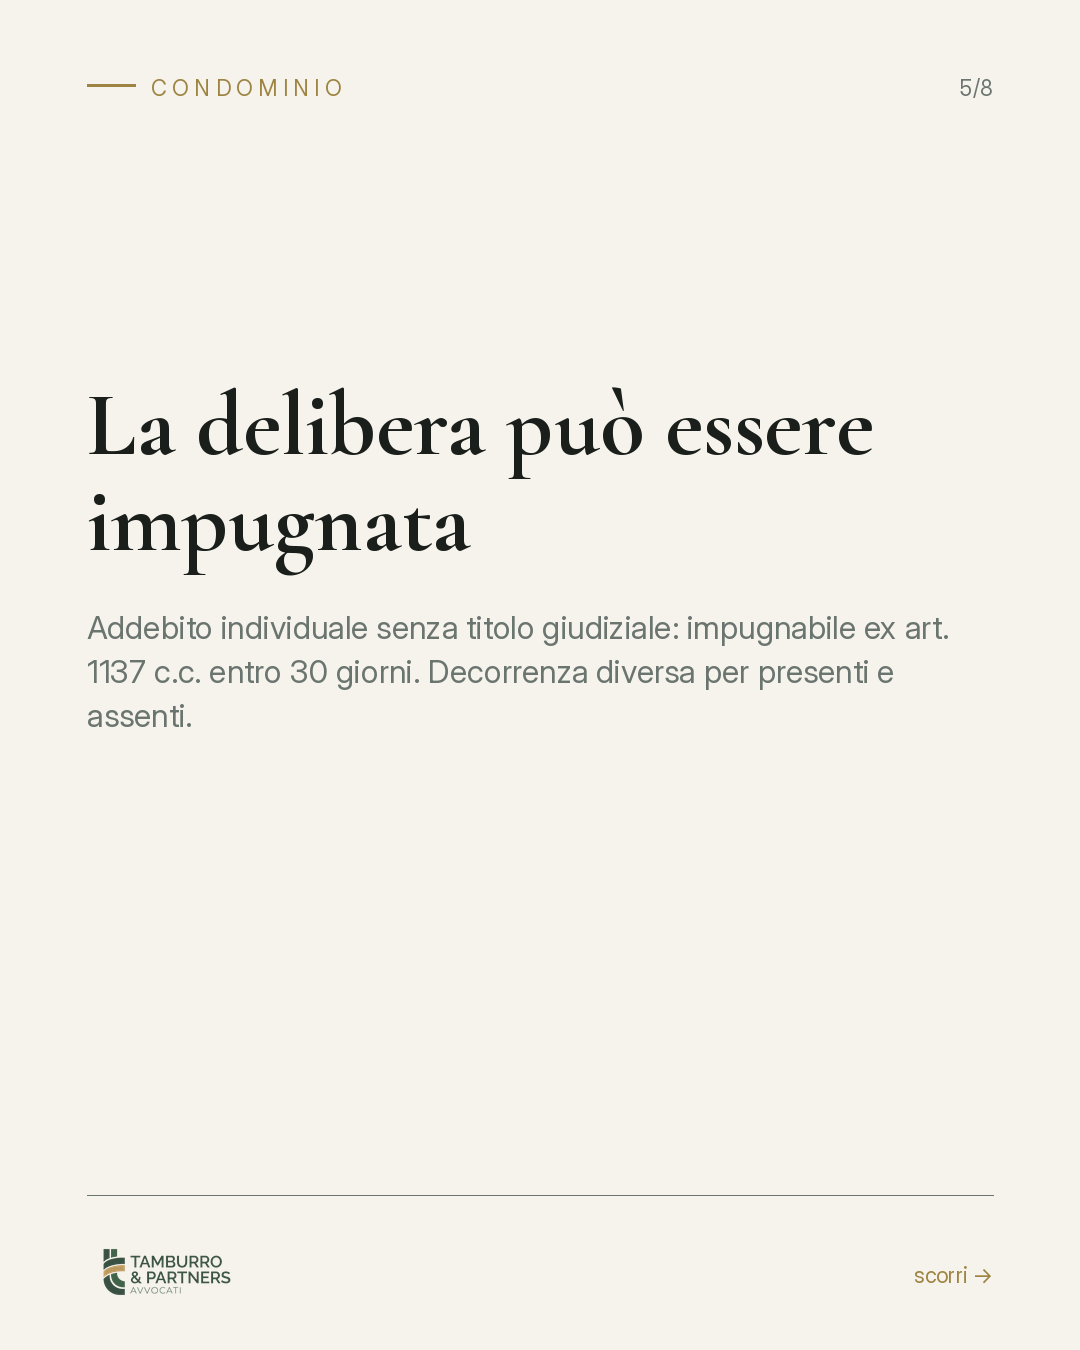 CONDOMINIO
5/8
La delibera può essere
impugnata
Addebito individuale senza titolo giudiziale: impugnabile ex art.
1137 c.c. entro 30 giorni. Decorrenza diversa per presenti e
assenti.
TAMBURRO
& PARTNERS
AVVOCATI
scorri →